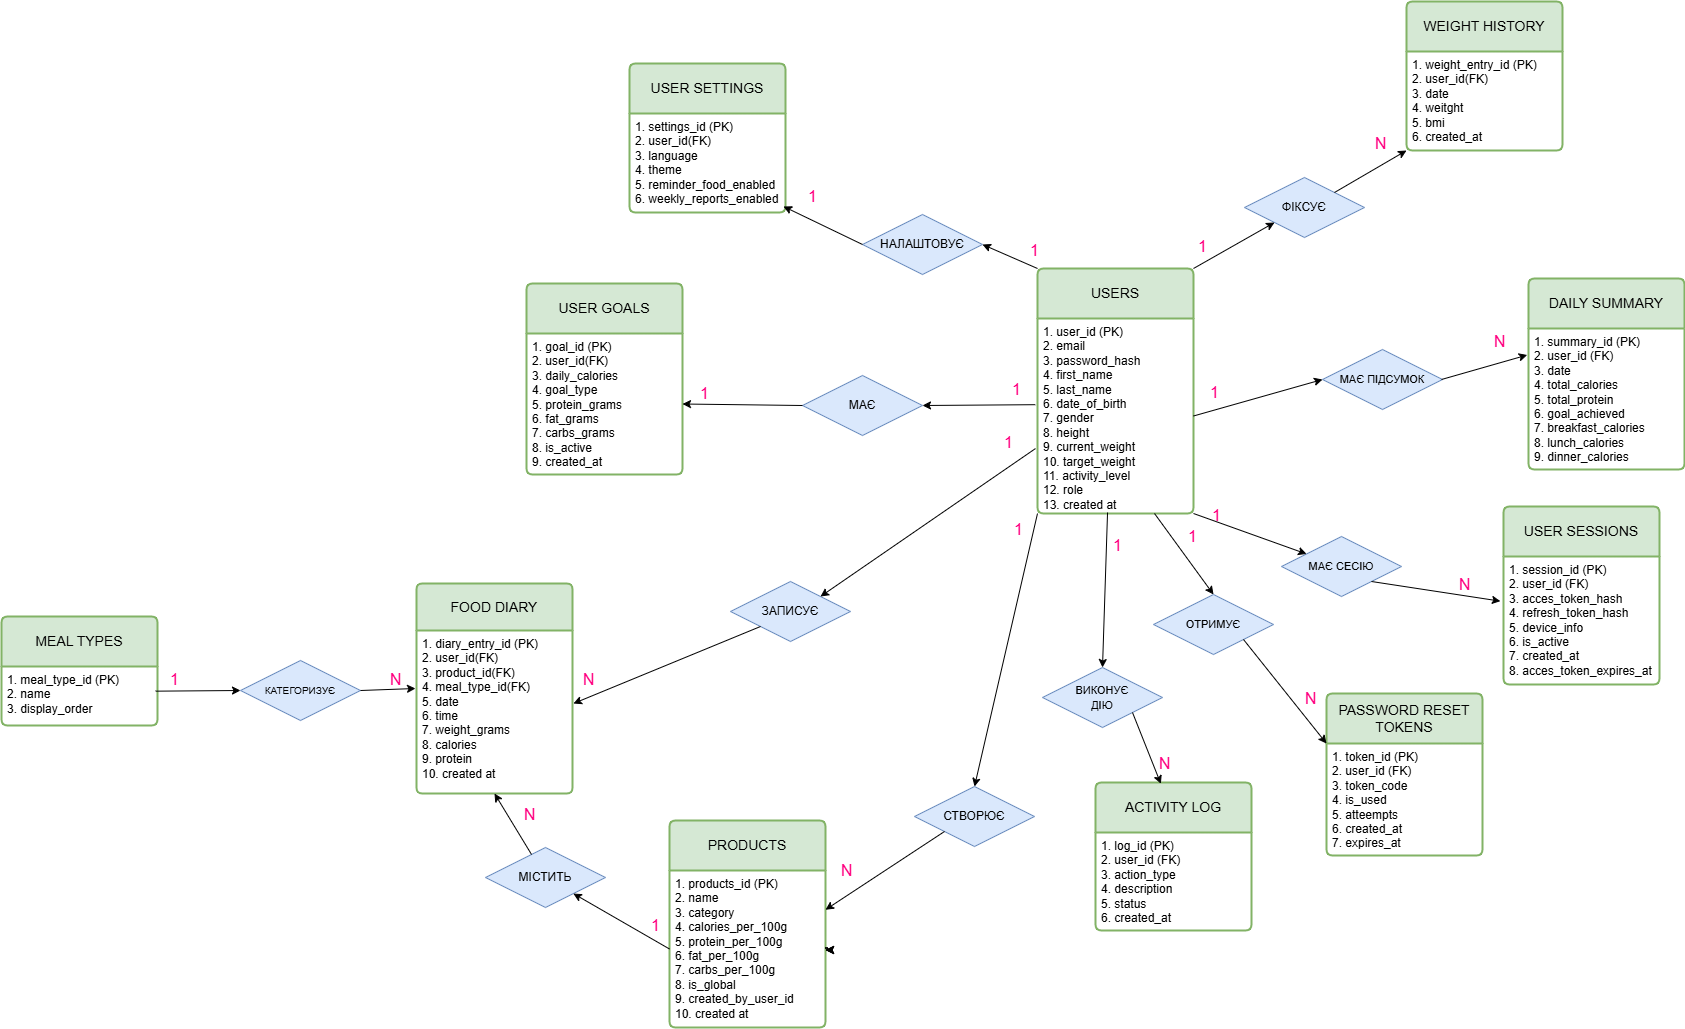 WEIGHT HISTORY
1. weight_entry_id (PK)
2. user_id(FK)
3. date
4. weitght
5. bmi
6. created_at
N
ФІКСУЄ
1
USER SETTINGS
1. settings_id (PK)
2. user_id(FK)
3. language
4. theme
5. reminder_food_enabled
6. weekly_reports_enabled
1
НАЛАШТОВУЄ
1
USERS
1. user_id (PK)
2. email
3. password_hash
4. first_name
5. last_name
6. date_of_birth
7. gender
8. height
9. current_weight
10. target_weight
11. activity_level
12. role
13. created at
USER GOALS
1. goal_id (PK)
2. user_id(FK)
3. daily_calories
4. goal_type
5. protein_grams
6. fat_grams
7. carbs_grams
8. is_active
9. created_at
1
МАЄ
1
1
МАЄ ПІДСУМОК
N
DAILY SUMMARY
1. summary_id (PK)
2. user_id (FK)
3. date
4. total_calories
5. total_protein
6. goal_achieved
7. breakfast_calories
8. lunch_calories
9. dinner_calories
1
ЗАПИСУЄ
N
1
МАЄ СЕСІЮ
N
USER SESSIONS
1. session_id (PK)
2. user_id (FK)
3. acces_token_hash
4. refresh_token_hash
5. device_info
6. is_active
7. created_at
8. acces_token_expires_at
MEAL TYPES
1. meal_type_id (PK)
2. name
3. display_order
1
КАТЕГОРИЗУЄ
N
FOOD DIARY
1. diary_entry_id (PK)
2. user_id(FK)
3. product_id(FK)
4. meal_type_id(FK)
5. date
6. time
7. weight_grams
8. calories
9. protein
10. created at
1
ОТРИМУЄ
N
PASSWORD RESET
TOKENS
1. token_id (PK)
2. user_id (FK)
3. token_code
4. is_used
5. atteempts
6. created_at
7. expires_at
1
ВИКОНУЄ
ДІЮ
N
ACTIVITY LOG
1. log_id (PK)
2. user_id (FK)
3. action_type
4. description
5. status
6. created_at
1
СТВОРЮЄ
N
PRODUCTS
1. products_id (PK)
2. name
3. category
4. calories_per_100g
5. protein_per_100g
6. fat_per_100g
7. carbs_per_100g
8. is_global
9. created_by_user_id
10. created at
1
МІСТИТЬ
N